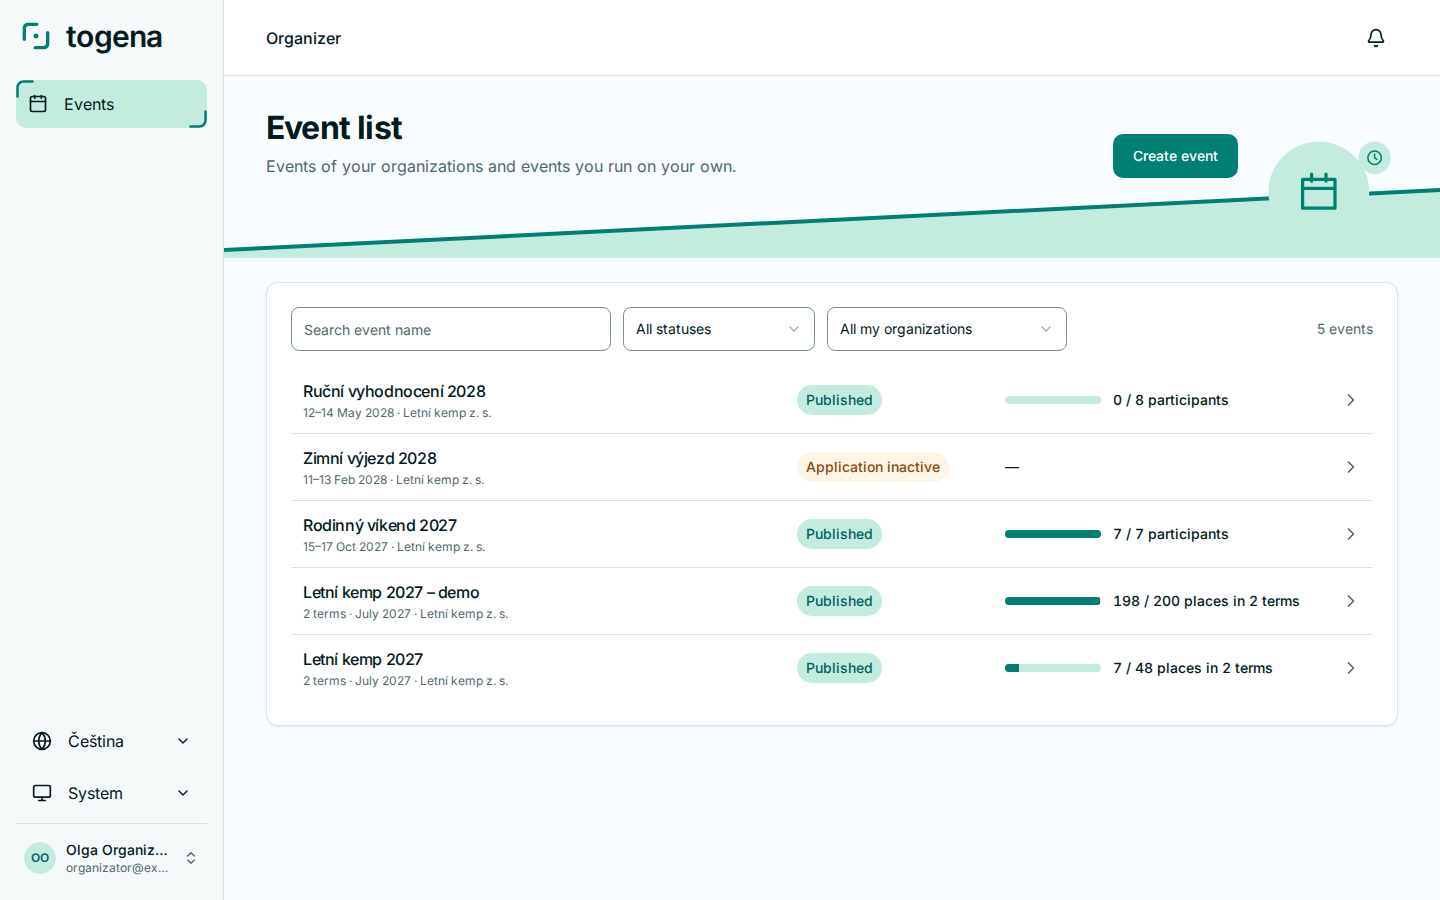 togena
Organizer
Events
Event list
Events of your organizations and events you run on your own.
Create event
Search event name
All statuses
All my organizations
5 events
Ruční vyhodnocení 2028
12–14 May 2028 · Letní kemp z. s.
Published
0 / 8 participants
Zimní výjezd 2028
11–13 Feb 2028 · Letní kemp z. s.
Application inactive
—
Rodinný víkend 2027
15–17 Oct 2027 · Letní kemp z. s.
Published
7 / 7 participants
Letní kemp 2027 – demo
2 terms · July 2027 · Letní kemp z. s.
Published
198 / 200 places in 2 terms
Letní kemp 2027
2 terms · July 2027 · Letní kemp z. s.
Published
7 / 48 places in 2 terms
Čeština
System
OO
Olga Organiz...
organizator@ex...